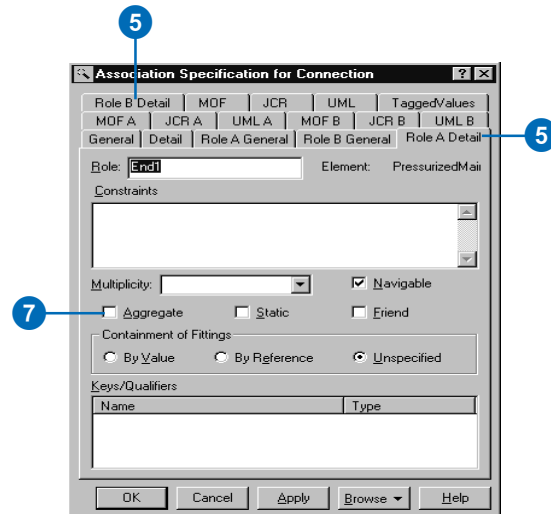 5
Association Specification for Connection
Role B Detail MOF JCR UML TaggedValues
MOF A JCR A UML A MOF B JCR B UML B
General Detail Role A General Role B General Role A Detail 5
Role: End1 Element: PressurizedMai
Constraints
Multiplicity: Navigable
7 Aggregate Static Friend
Containment of Fittings
By Value By Reference Unspecified
Keys/Qualifiers
Name Type
OK Cancel Apply Browse Help